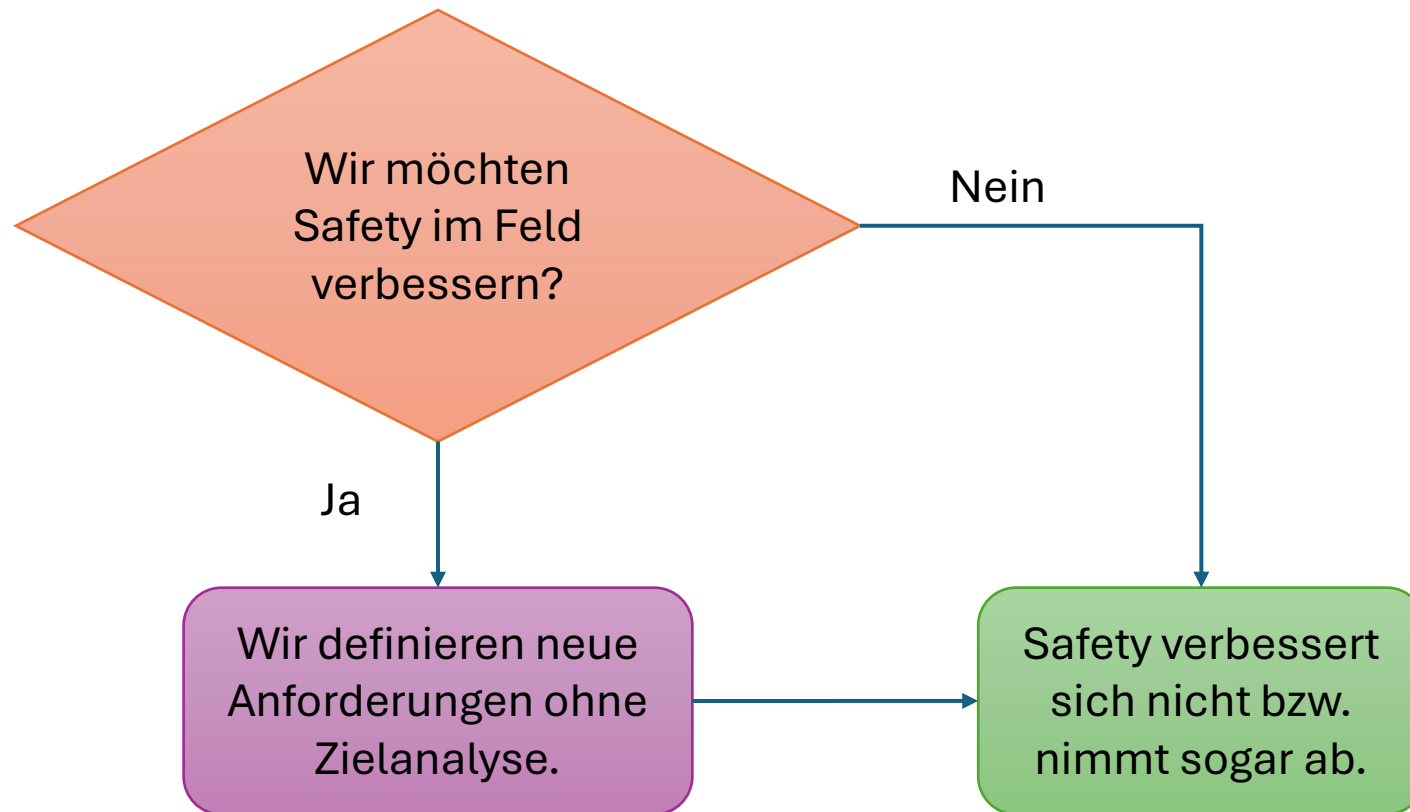 Wir möchten
Safety im Feld
verbessern?
Nein
Ja
Wir definieren neue
Anforderungen ohne
Zielanalyse.
Safety verbessert
sich nicht bzw.
nimmt sogar ab.